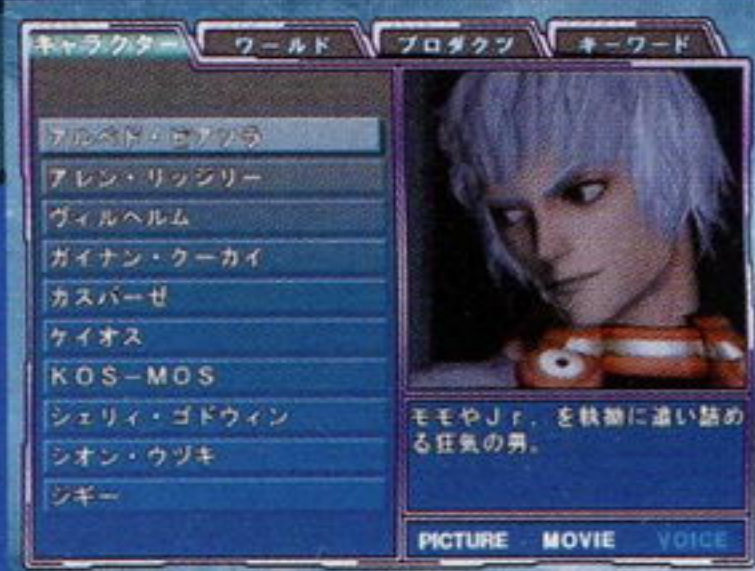 キャラクター ワールド プロダクツ キーワード
アルベド・ピアソラ
アレン・リッジリー
ヴィルヘルム
ガイナン・クーカイ
カスパーゼ
ケイオス
KOS-MOS
シェリィ・ゴドウィン
シオン・ウヅキ
ジギー
モモやJr.を執拗に追い詰め
る狂気の男。
PICTURE MOVIE VOICE